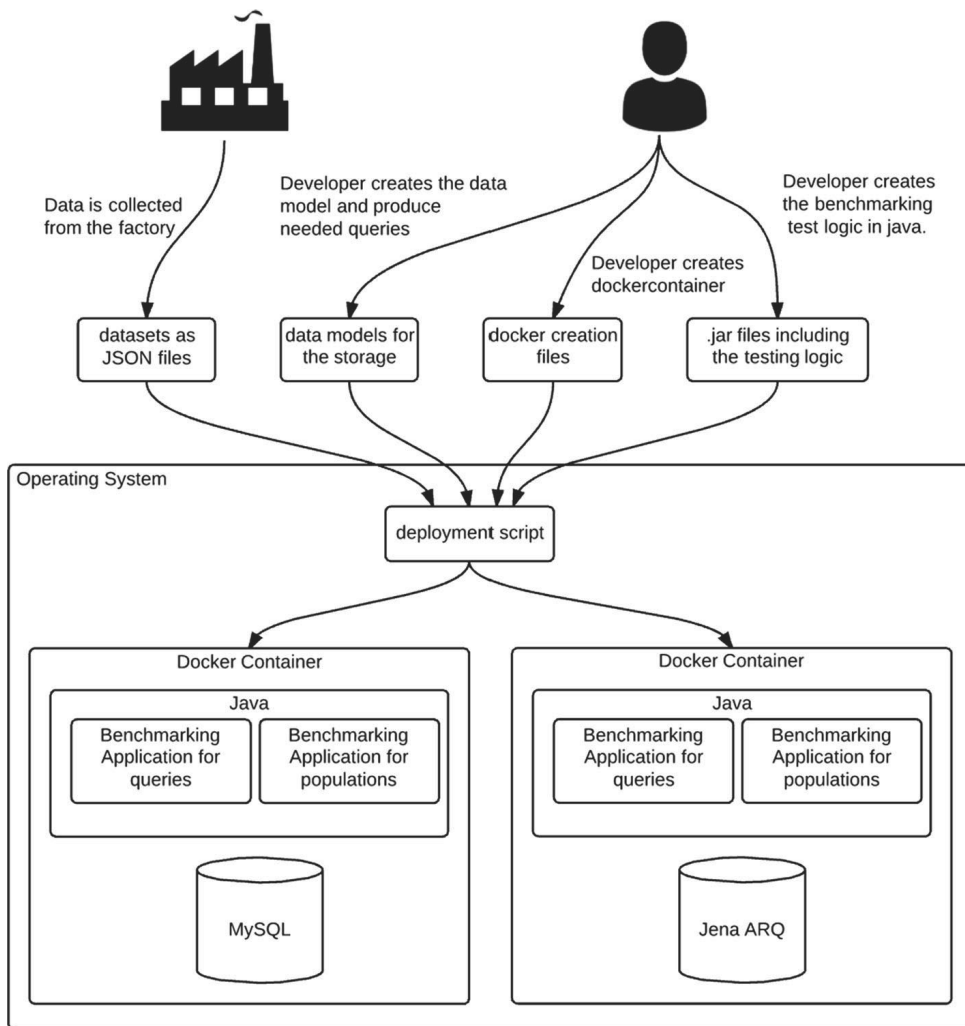 Data is collected
from the factory
Developer creates the data
model and produce
needed queries
Developer creates
dockercontainer
Developer creates
the benchmarking
test logic in java.
datasets as
JSON files
data models for
the storage
docker creation
files
.jar files including
the testing logic
Operating System
deployment script
Docker Container
Java
Benchmarking
Application for
queries
Benchmarking
Application for
populations
MySQL
Docker Container
Java
Benchmarking
Application for
queries
Benchmarking
Application for
populations
Jena ARQ